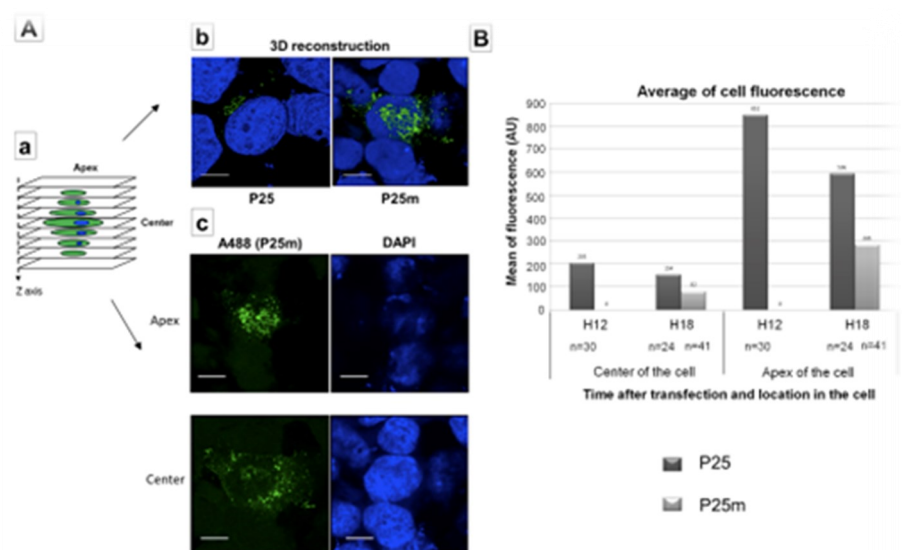 A
b
3D reconstruction
P25
P25m
a
Apex
Center
Z axis
c
A488 (P25m)
DAPI
Apex
Center
B
Average of cell fluorescence
Mean of fluorescence (AU)
900
800
700
600
500
400
300
200
100
0
H12
H18
H12
H18
n=30
n=24
n=41
n=30
n=24
n=41
Center of the cell
Apex of the cell
Time after transfection and location in the cell
P25
P25m